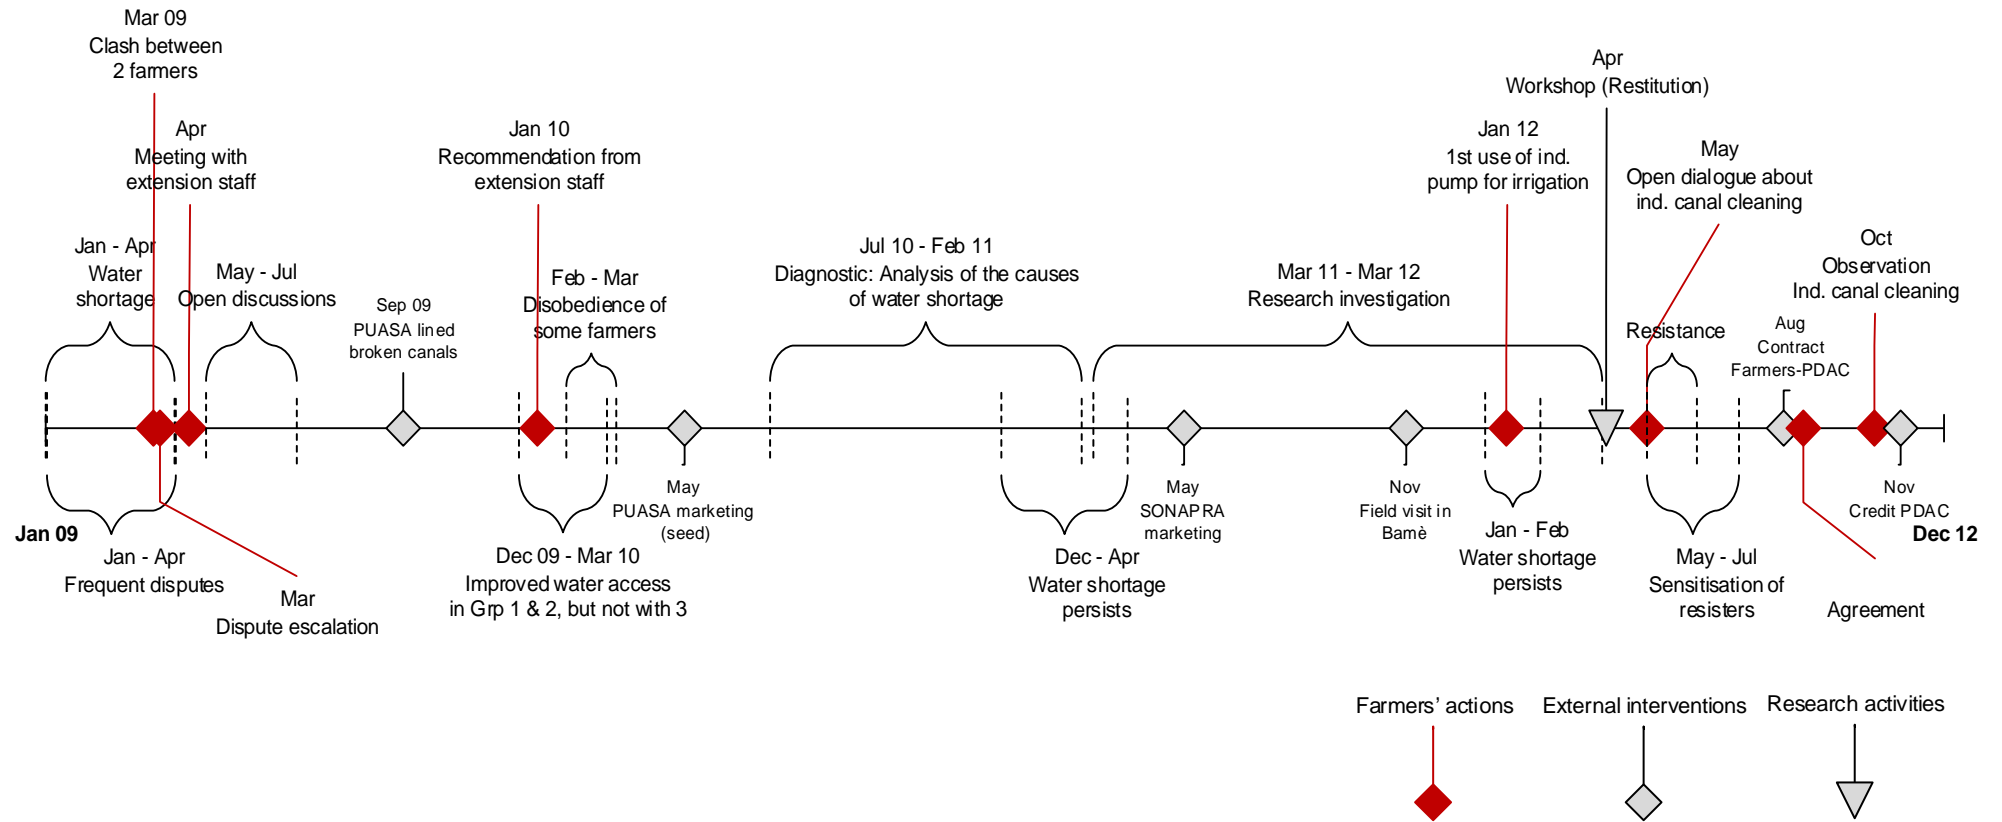 Mar 09
Clash between
2 farmers
Apr
Meeting with
extension staff
Jan - Apr
Water
shortage
May - Jul
Open discussions
Sep 09
PUASA lined
broken canals
Jan 10
Recommendation from
extension staff
Feb - Mar
Disobedience of
some farmers
Jul 10 - Feb 11
Diagnostic: Analysis of the causes
of water shortage
Mar 11 - Mar 12
Research investigation
Jan 12
1st use of ind.
pump for irrigation
Apr
Workshop (Restitution)
May
Open dialogue about
ind. canal cleaning
Resistance
Aug
Contract
Farmers-PDAC
Oct
Observation
Ind. canal cleaning
Jan 09
Jan - Apr
Frequent disputes
Mar
Dispute escalation
Dec 09 - Mar 10
Improved water access
in Grp 1 & 2, but not with 3
May
PUASA marketing
(seed)
Dec - Apr
Water shortage
persists
May
SONAPRA
marketing
Nov
Field visit in
Bamè
Jan - Feb
Water shortage
persists
May - Jul
Sensitisation of
resisters
Agreement
Nov
Credit PDAC
Dec 12
Farmers’ actions
External interventions
Research activities